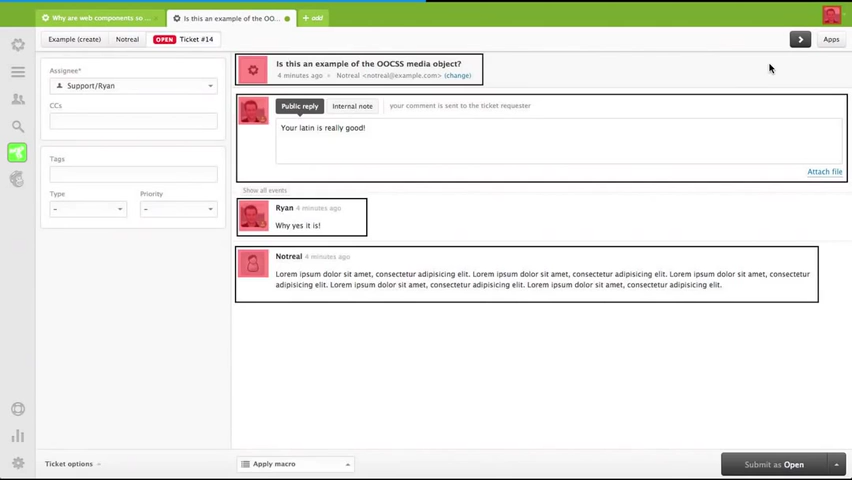 Why are web components so ...
Is this an example of the OO...
add
Example (create)
Notreal
OPEN Ticket #14
Apps
Assignee*
Support/Ryan
CCs
Tags
Type
Priority
–
–
Is this an example of the OOCSS media object?
4 minutes ago • Notreal <notreal@example.com> (change)
Public reply
Internal note
your comment is sent to the ticket requester
Your latin is really good!
Attach file
Show all events
Ryan 4 minutes ago
Why yes it is!
Notreal 4 minutes ago
Lorem ipsum dolor sit amet, consectetur adipisicing elit. Lorem ipsum dolor sit amet, consectetur adipisicing elit. Lorem ipsum dolor sit amet, consectetur
adipisicing elit. Lorem ipsum dolor sit amet, consectetur adipisicing elit. Lorem ipsum dolor sit amet, consectetur adipisicing elit.
Ticket options
Apply macro
Submit as Open